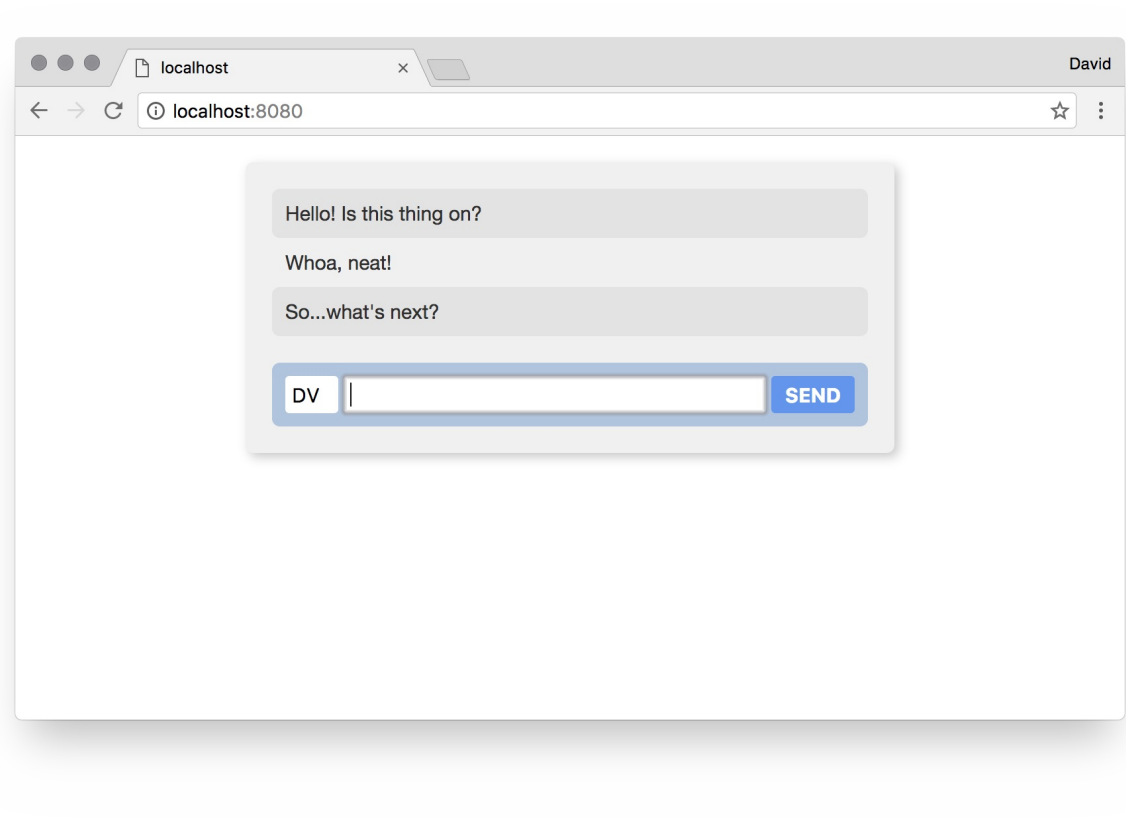 localhost
David
localhost:8080
Hello! Is this thing on?
Whoa, neat!
So...what's next?
DV
SEND